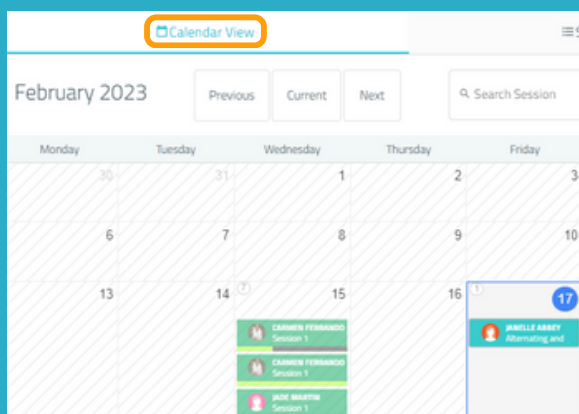 Calendar View
February 2023
Previous
Current
Next
Search Session
Monday
Tuesday
Wednesday
Thursday
Friday
30
31
1
2
3
6
7
8
9
10
13
14
7
15
16
1
17
CARMEN FERNANDO
Session 1
JANELLE ABBEY
Alternating and
CARMEN FERNANDO
Session 1
JADE MARTIN
Session 1